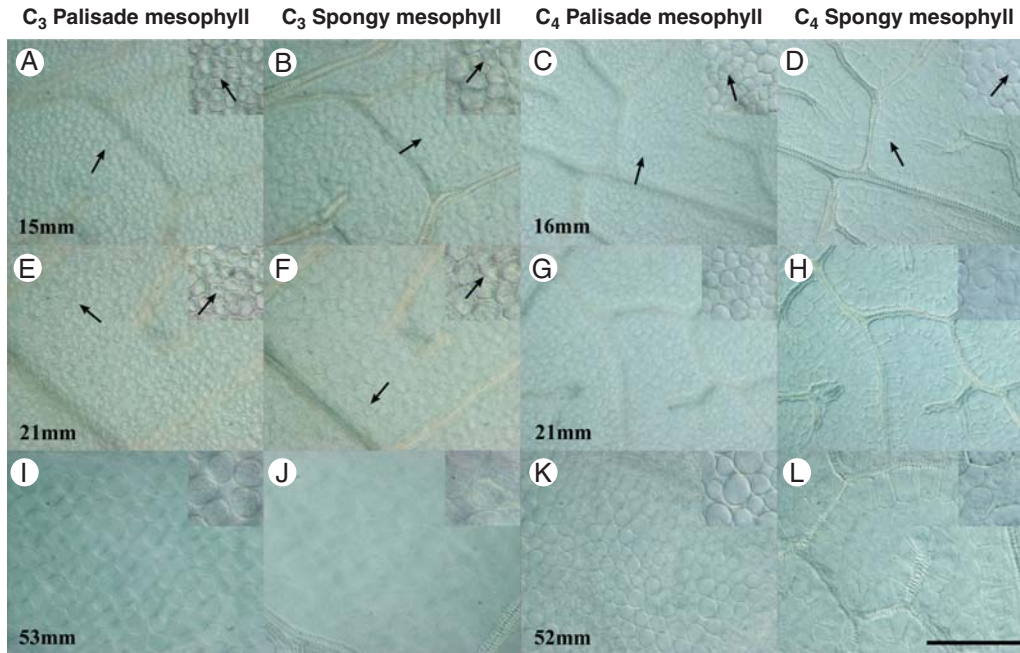 C₃ Palisade mesophyll C₃ Spongy mesophyll C₄ Palisade mesophyll C₄ Spongy mesophyll
A B C D
15mm 16mm
E F G H
21mm 21mm
I J K L
53mm 52mm